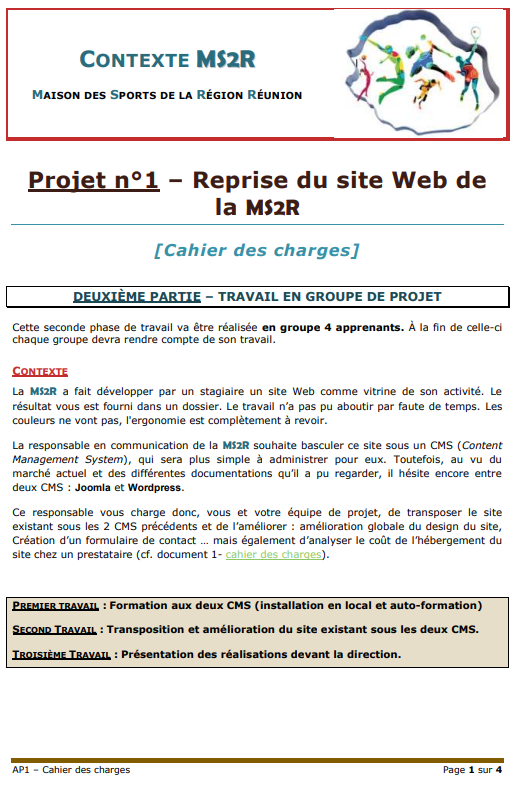 CONTEXTE MS2R
MAISON DES SPORTS DE LA RÉGION RÉUNION
Projet n°1 – Reprise du site Web de
la MS2R
[Cahier des charges]
DEUXIÈME PARTIE – TRAVAIL EN GROUPE DE PROJET
Cette seconde phase de travail va être réalisée en groupe 4 apprenants. À la fin de celle-ci
chaque groupe devra rendre compte de son travail.
CONTEXTE
La MS2R a fait développer par un stagiaire un site Web comme vitrine de son activité. Le
résultat vous est fourni dans un dossier. Le travail n'a pas pu aboutir par faute de temps. Les
couleurs ne vont pas, l'ergonomie est complètement à revoir.
La responsable en communication de la MS2R souhaite basculer ce site sous un CMS (Content
Management System), qui sera plus simple à administrer pour eux. Toutefois, au vu du
marché actuel et des différentes documentations qu'il a pu regarder, il hésite encore entre
deux CMS : Joomla et Wordpress.
Ce responsable vous charge donc, vous et votre équipe de projet, de transposer le site
existant sous les 2 CMS précédents et de l'améliorer : amélioration globale du design du site,
Création d'un formulaire de contact ... mais également d'analyser le coût de l'hébergement du
site chez un prestataire (cf. document 1- cahier des charges).
PREMIER TRAVAIL : Formation aux deux CMS (installation en local et auto-formation)
SECOND TRAVAIL : Transposition et amélioration du site existant sous les deux CMS.
TROISIÈME TRAVAIL : Présentation des réalisations devant la direction.
AP1 – Cahier des charges Page 1 sur 4